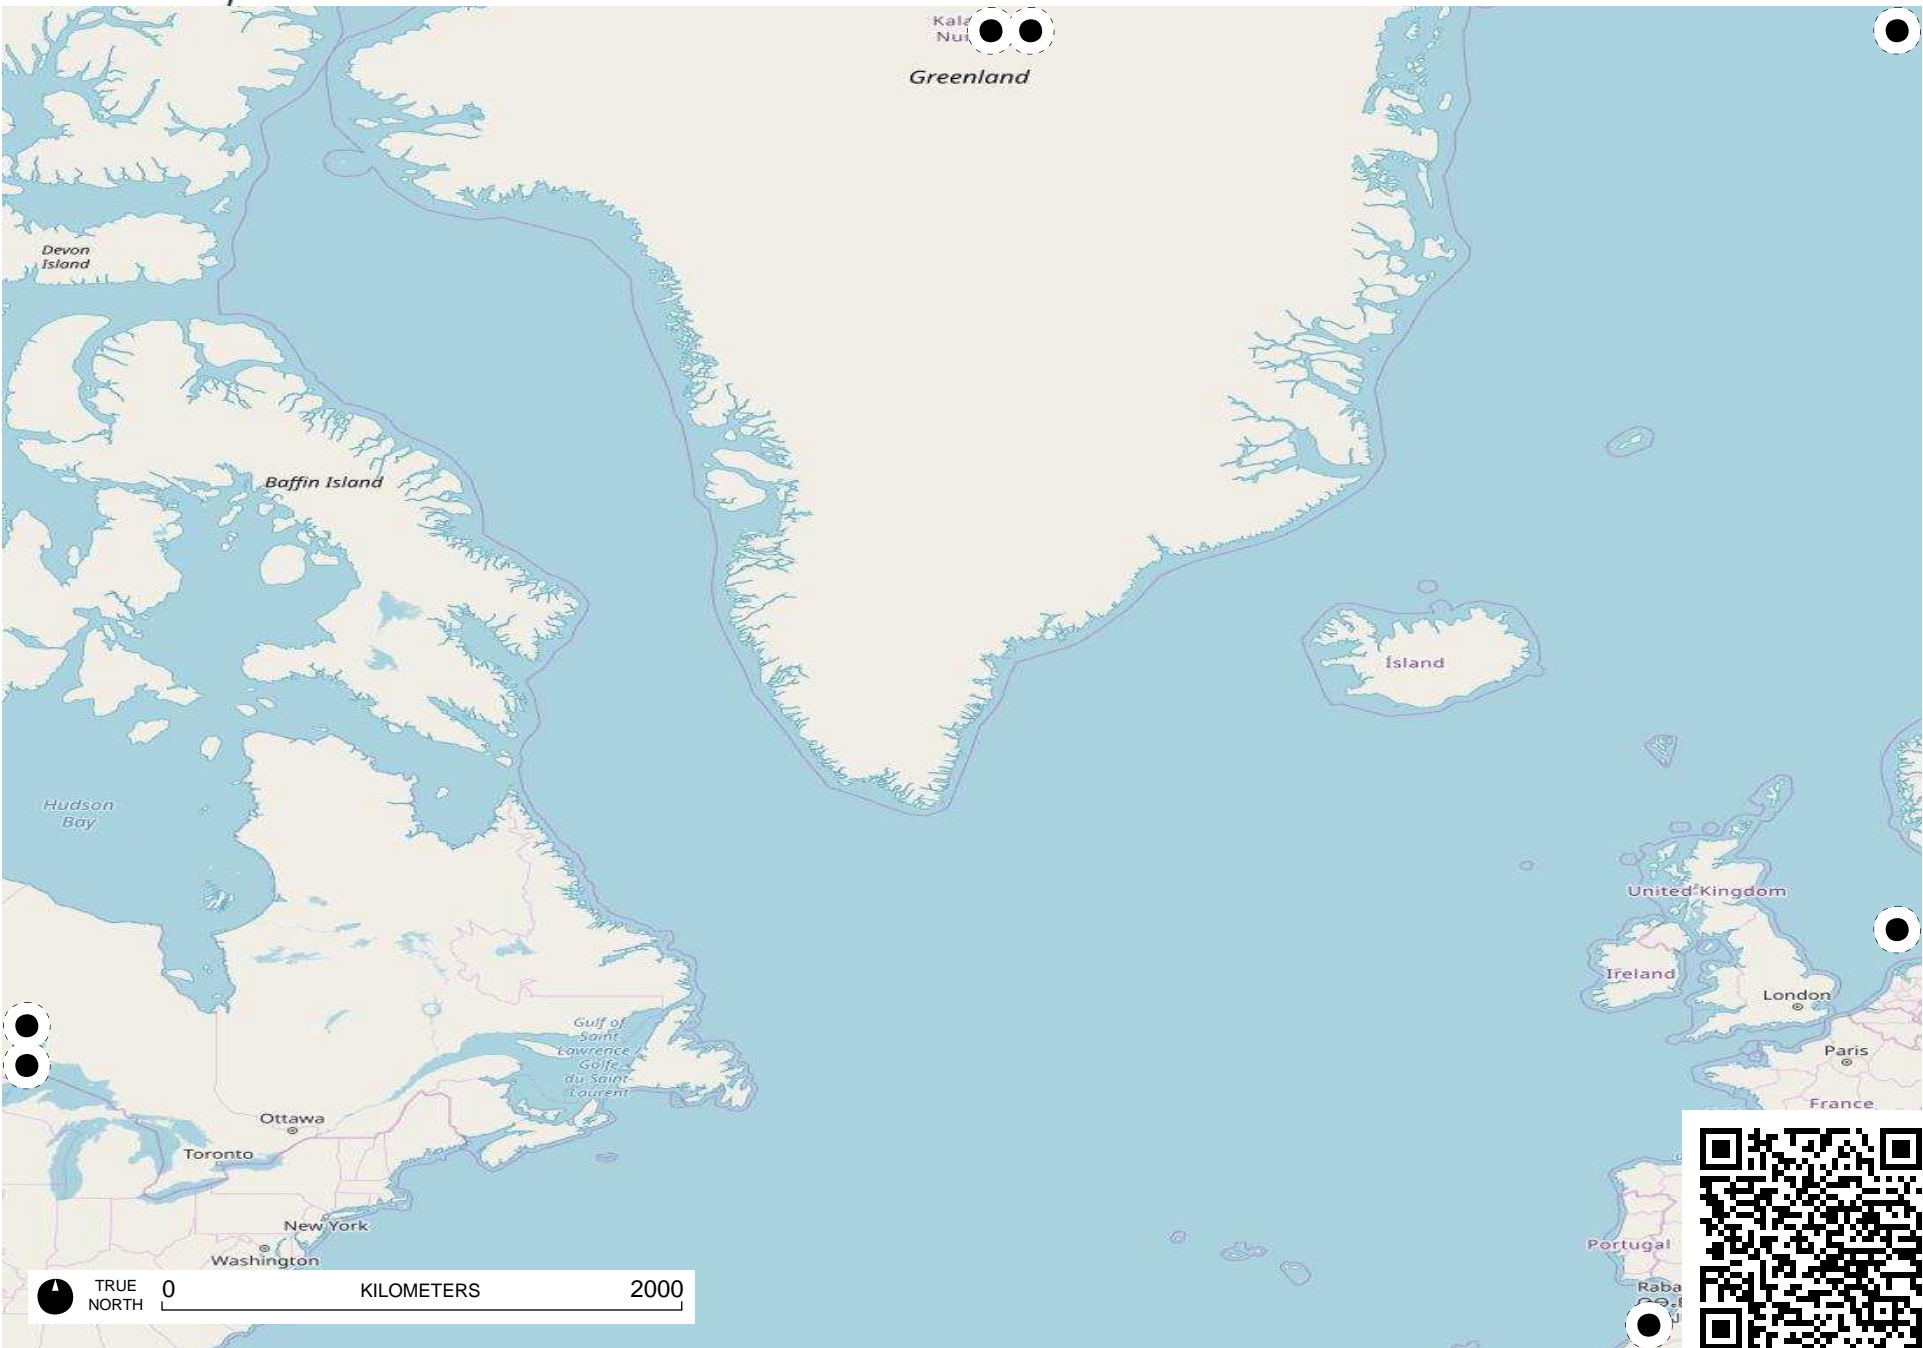 Greenland
Devon
Island
Baffin Island
Ísland
Hudson
Bay
United Kingdom
Ireland
London
Gulf of
Saint
Lawrence /
Golfe
du Saint-
Laurent
Paris
France
Ottawa
Toronto
New York
Washington
Portugal
TRUE
NORTH
0
KILOMETERS
2000